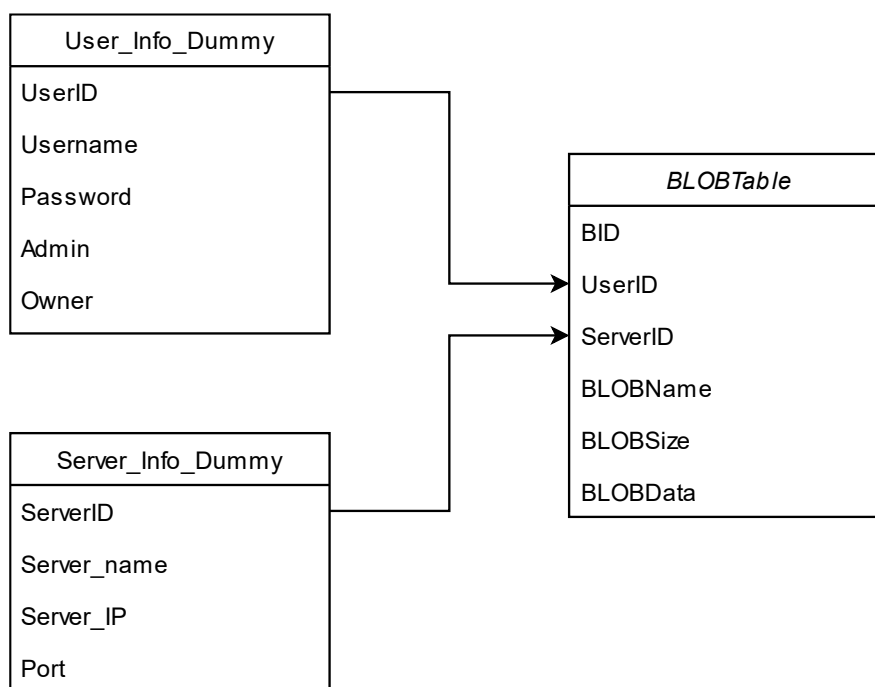 User_Info_Dummy
UserID
Username
Password
Admin
Owner
BLOBTable
BID
UserID
ServerID
BLOBName
BLOBSize
BLOBData
Server_Info_Dummy
ServerID
Server_name
Server_IP
Port